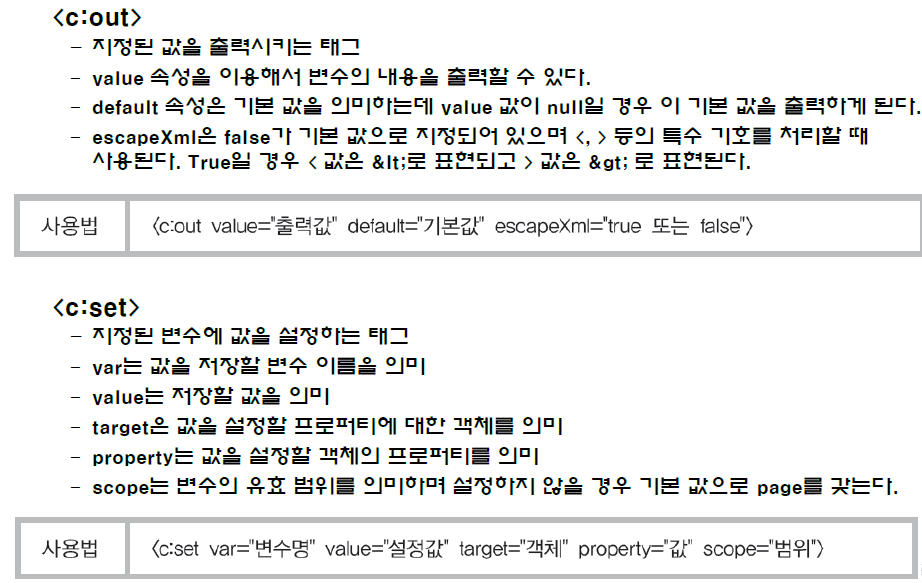 <c:out>
– 지정된 값을 출력시키는 태그
– value 속성을 이용해서 변수의 내용을 출력할 수 있다.
– default 속성은 기본 값을 의미하는데 value 값이 null일 경우 이 기본 값을 출력하게 된다.
– escapeXml은 false가 기본 값으로 지정되어 있으며 <, > 등의 특수 기호를 처리할 때
사용된다. True일 경우 < 값은 &lt;로 표현되고 > 값은 &gt; 로 표현된다.
사용법 <c:out value="출력값" default="기본값" escapeXml="true 또는 false">
<c:set>
– 지정된 변수에 값을 설정하는 태그
– var는 값을 저장할 변수 이름을 의미
– value는 저장할 값을 의미
– target은 값을 설정할 프로퍼티에 대한 객체를 의미
– property는 값을 설정할 객체의 프로퍼티를 의미
– scope는 변수의 유효 범위를 의미하며 설정하지 않을 경우 기본 값으로 page를 갖는다.
사용법 <c:set var="변수명" value="설정값" target="객체" property="값" scope="범위">